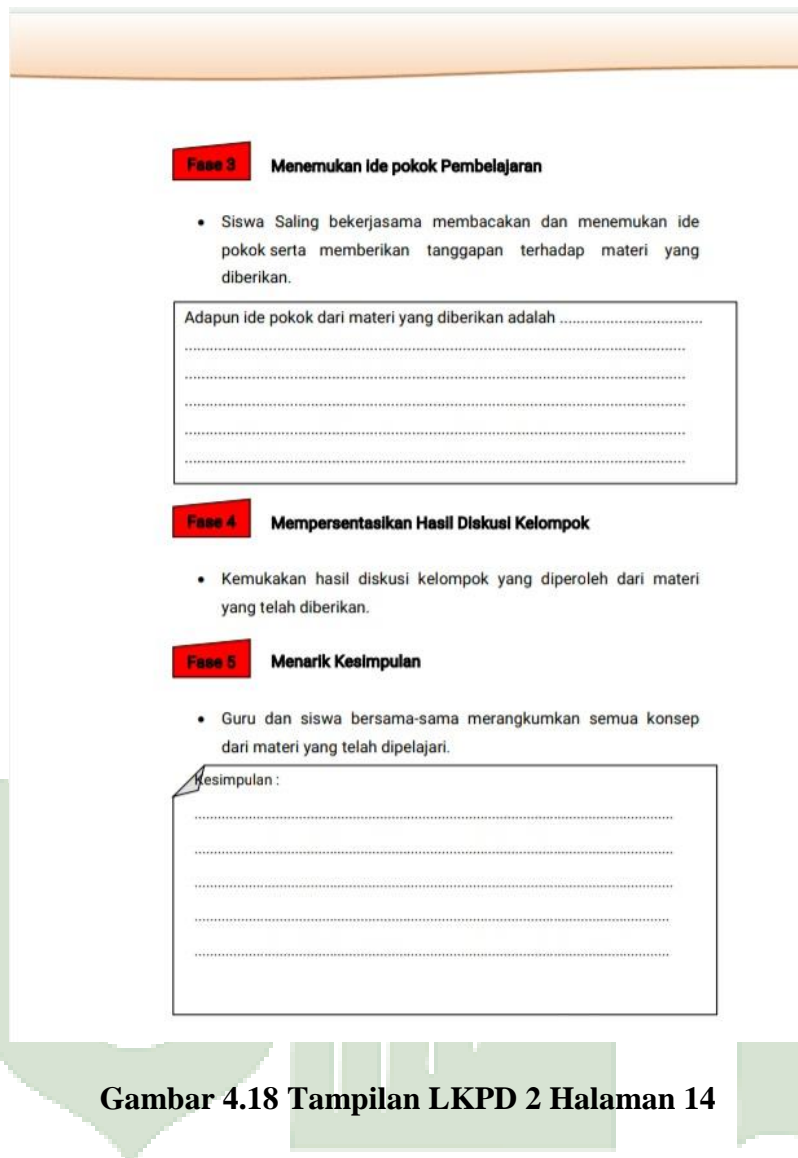 Fase 3 Menemukan Ide pokok Pembelajaran
• Siswa Saling bekerjasama membacakan dan menemukan ide
pokok serta memberikan tanggapan terhadap materi yang
diberikan.
Adapun ide pokok dari materi yang diberikan adalah ..................................
.......................................................................................................................
.......................................................................................................................
.......................................................................................................................
.......................................................................................................................
.......................................................................................................................
Fase 4 Mempersentasikan Hasil Diskusi Kelompok
• Kemukakan hasil diskusi kelompok yang diperoleh dari materi
yang telah diberikan.
Fase 5 Menarik Kesimpulan
• Guru dan siswa bersama-sama merangkumkan semua konsep
dari materi yang telah dipelajari.
Kesimpulan :
.......................................................................................................................
.......................................................................................................................
.......................................................................................................................
.......................................................................................................................
.......................................................................................................................
Gambar 4.18 Tampilan LKPD 2 Halaman 14